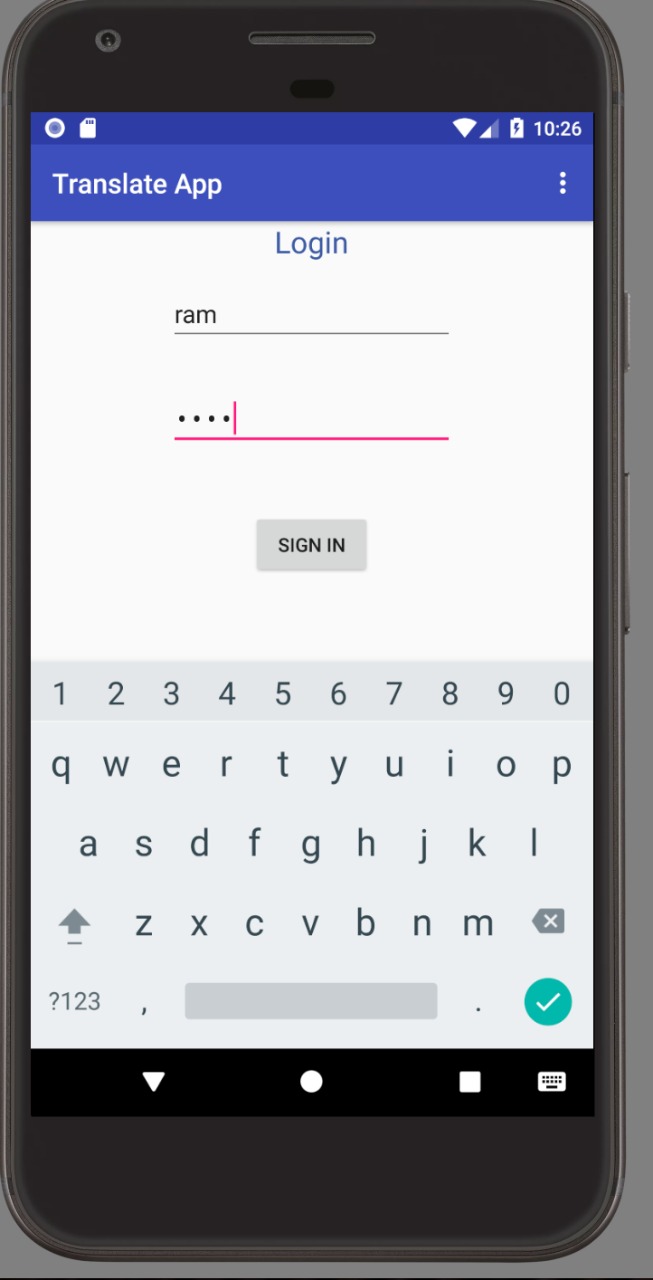 10:26
Translate App
Login
ram
••••
SIGN IN
1 2 3 4 5 6 7 8 9 0
q w e r t y u i o p
a s d f g h j k l
z x c v b n m
?123 , .